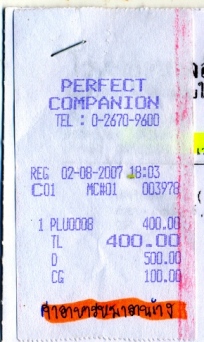 PERFECT
COMPANION
TEL : 0-2670-9600
REG 02-08-2007 18:03
C01 MC#01 003978
1 PLU0008 400.00
TL 400.00
D 500.00
CG 100.00